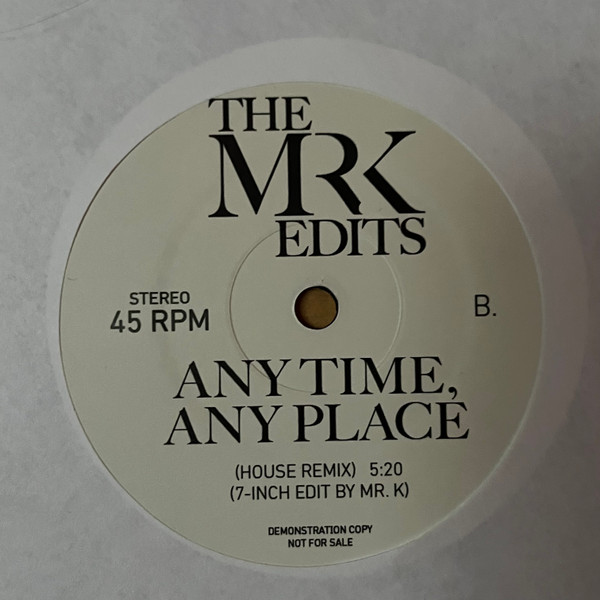 THE
MRK
EDITS
STEREO
45 RPM
B.
ANY TIME,
ANY PLACE
(HOUSE REMIX) 5:20
(7-INCH EDIT BY MR. K)
DEMONSTRATION COPY
NOT FOR SALE